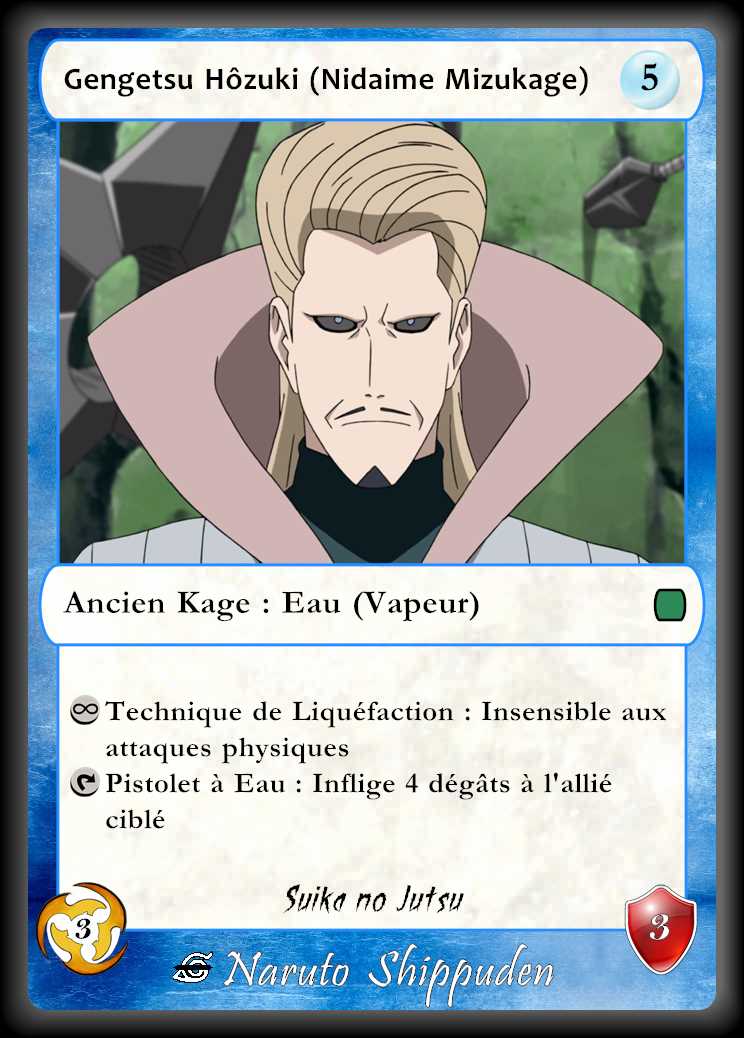 Gengetsu Hôzuki (Nidaime Mizukage) 5
Ancien Kage : Eau (Vapeur)
Technique de Liquéfaction : Insensible aux
attaques physiques
Pistolet à Eau : Inflige 4 dégâts à l'allié
ciblé
Suika no Jutsu
3 3
Naruto Shippuden